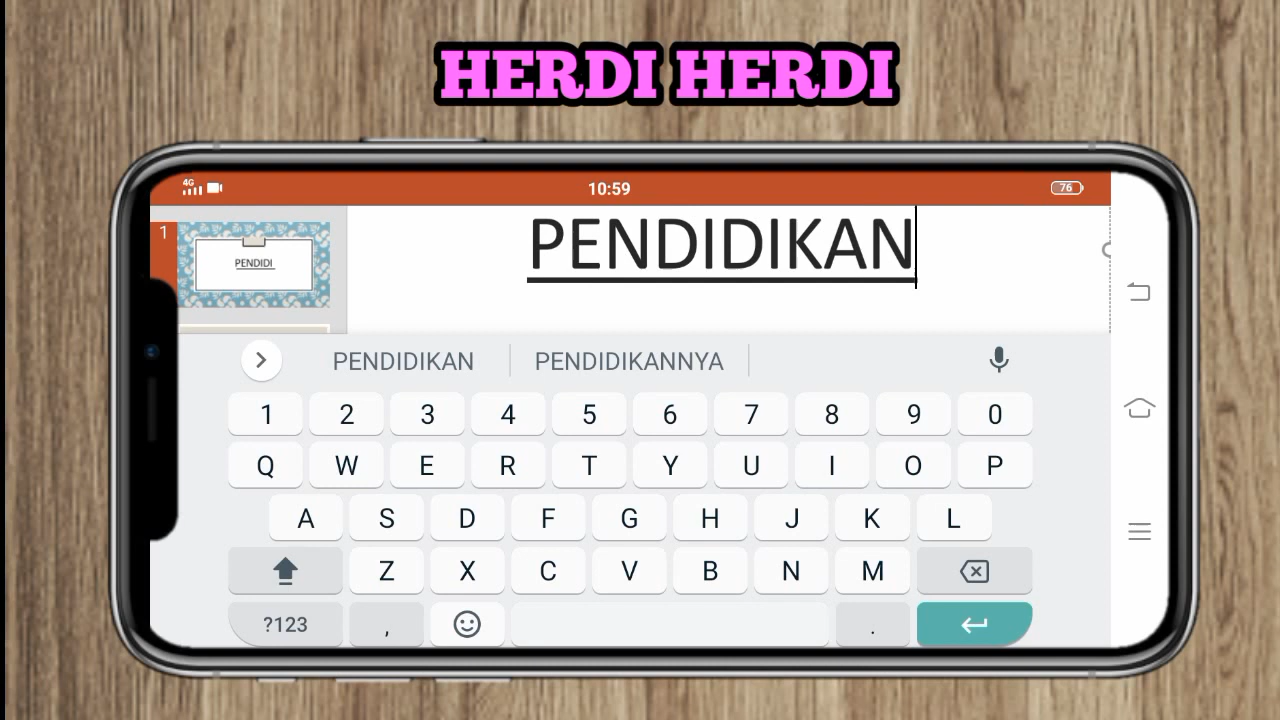 HERDI HERDI
4G
10:59
76
1
PENDIDI
PENDIDIKAN
PENDIDIKAN
PENDIDIKANNYA
1 2 3 4 5 6 7 8 9 0
Q W E R T Y U I O P
A S D F G H J K L
Z X C V B N M
?123 , .